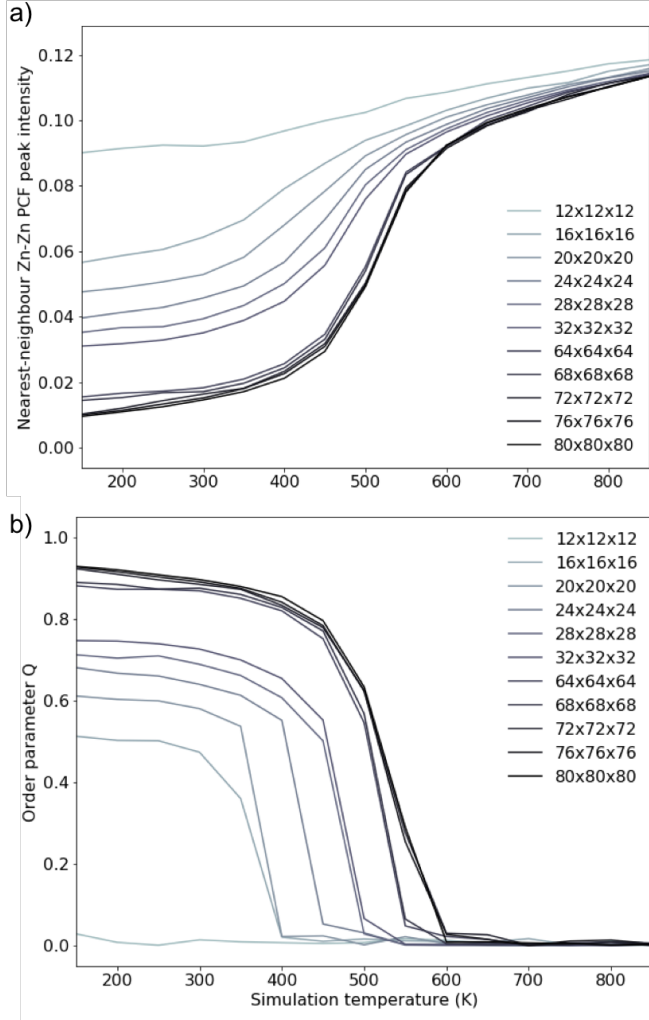 a)
Nearest-neighbour Zn-Zn PCF peak intensity
0.12
0.10
0.08
0.06
0.04
0.02
0.00
12x12x12
16x16x16
20x20x20
24x24x24
28x28x28
32x32x32
64x64x64
68x68x68
72x72x72
76x76x76
80x80x80
200 300 400 500 600 700 800
b)
Order parameter Q
1.0
0.8
0.6
0.4
0.2
0.0
12x12x12
16x16x16
20x20x20
24x24x24
28x28x28
32x32x32
64x64x64
68x68x68
72x72x72
76x76x76
80x80x80
200 300 400 500 600 700 800
Simulation temperature (K)